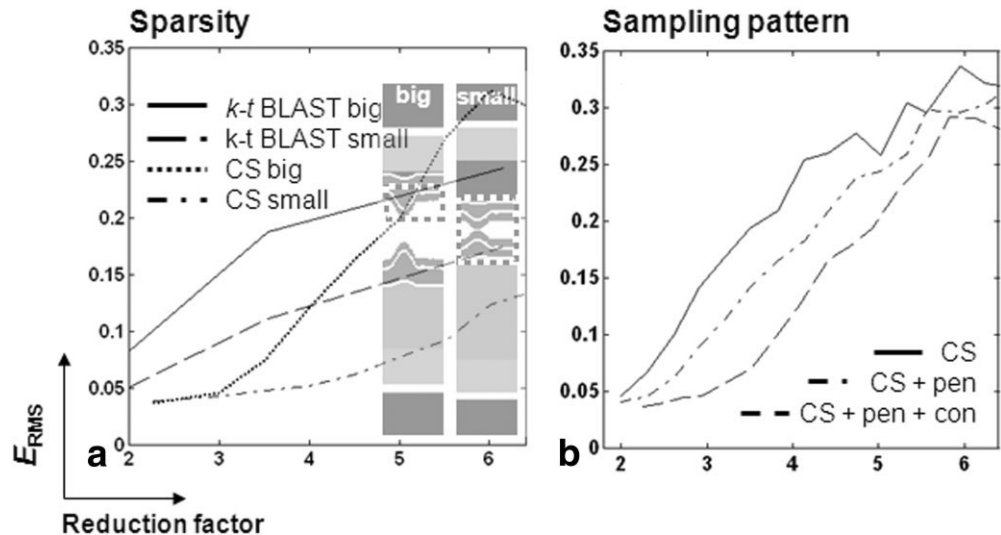 Sparsity
0.35
0.3
0.25
0.2
0.15
0.1
0.05
0
k-t BLAST big
k-t BLAST small
CS big
CS small
big
small
a
2
3
4
5
6
E_RMS
Reduction factor
Sampling pattern
0.35
0.3
0.25
0.2
0.15
0.1
0.05
0
CS
CS + pen
CS + pen + con
b
2
3
4
5
6